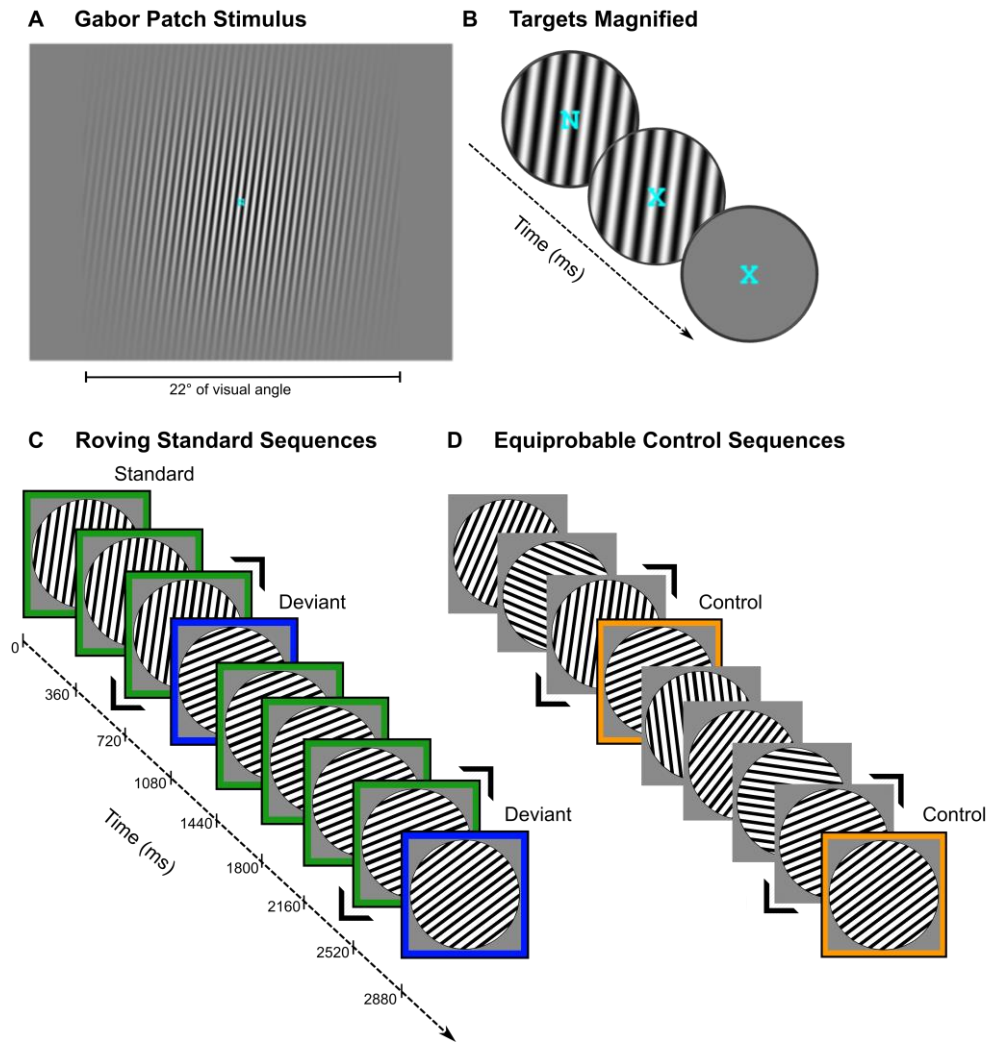 A Gabor Patch Stimulus
N
22° of visual angle
B Targets Magnified
N
X
X
Time (ms)
C Roving Standard Sequences
Standard
Deviant
Deviant
0
360
720
1080
1440
1800
2160
2520
2880
Time (ms)
D Equiprobable Control Sequences
Control
Control